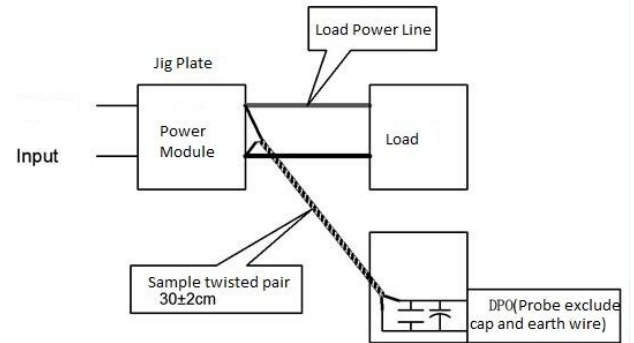 Load Power Line
Jig Plate
Power
Module
Input
Load
Sample twisted pair
30±2cm
DPO(Probe exclude
cap and earth wire)